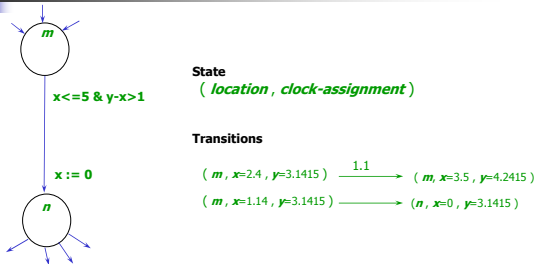 m
x<=5 & y-x>1
x := 0
n
State
( location , clock-assignment )
Transitions
( m , x=2.4 , y=3.1415 ) 1.1 ( m, x=3.5 , y=4.2415 )
( m , x=1.14 , y=3.1415 ) (n , x=0 , y=3.1415 )